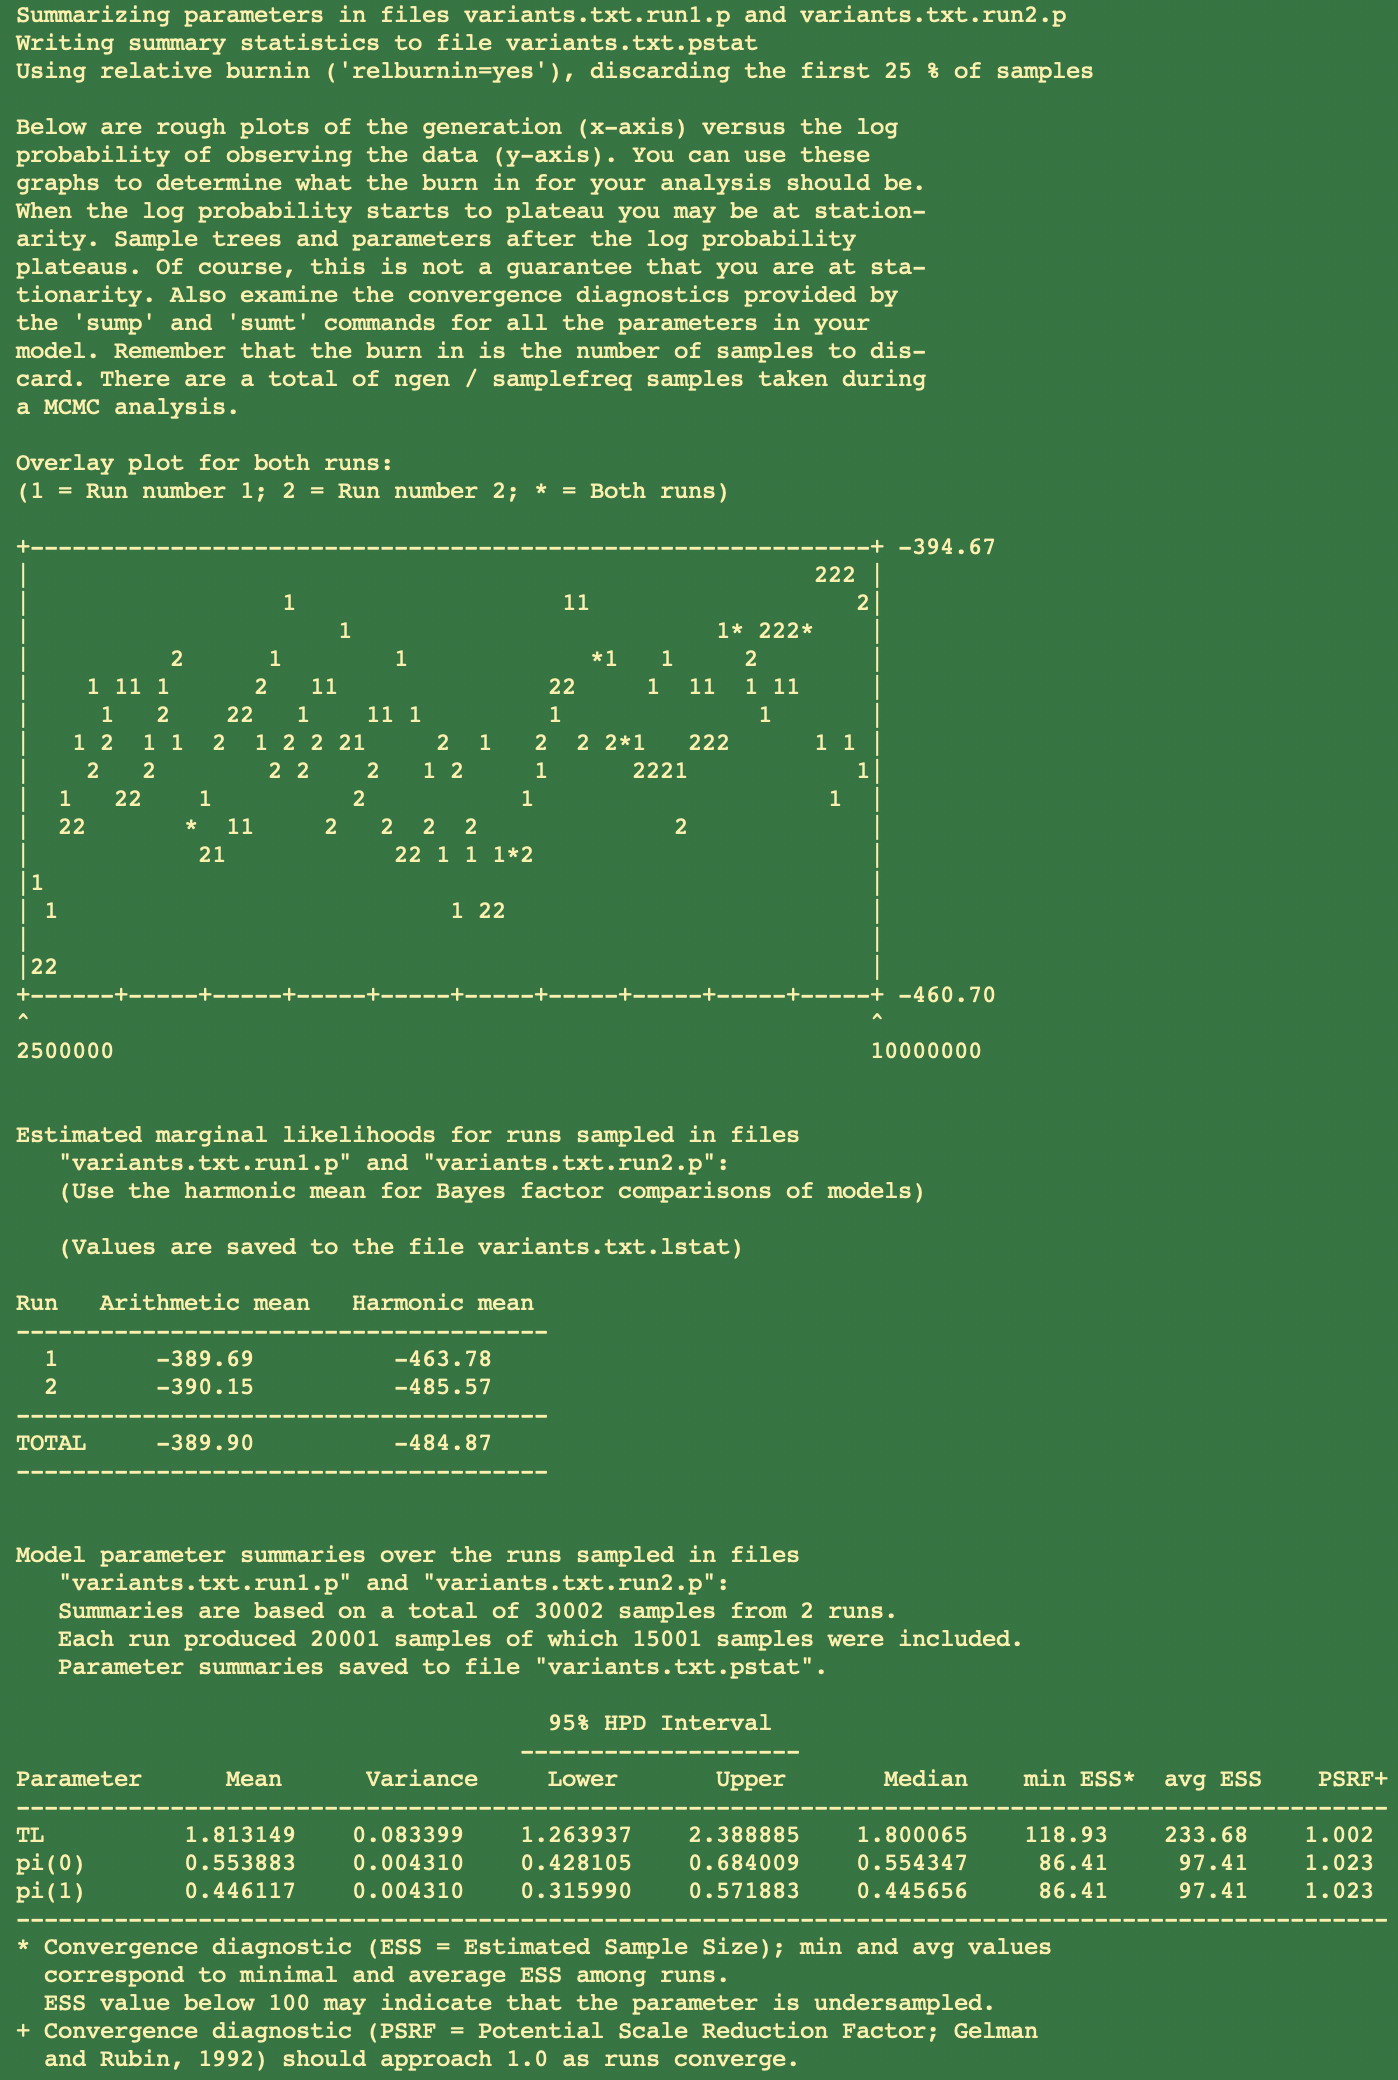 Summarizing parameters in files variants.txt.run1.p and variants.txt.run2.p
Writing summary statistics to file variants.txt.pstat
Using relative burnin ('relburnin=yes'), discarding the first 25 % of samples

Below are rough plots of the generation (x-axis) versus the log
probability of observing the data (y-axis). You can use these
graphs to determine what the burn in for your analysis should be.
When the log probability starts to plateau you may be at station-
arity. Sample trees and parameters after the log probability
plateaus. Of course, this is not a guarantee that you are at sta-
tionarity. Also examine the convergence diagnostics provided by
the 'sump' and 'sumt' commands for all the parameters in your
model. Remember that the burn in is the number of samples to dis-
card. There are a total of ngen / samplefreq samples taken during
a MCMC analysis.

Overlay plot for both runs:
(1 = Run number 1; 2 = Run number 2; * = Both runs)

+------------------------------------------------------------+ -394.67
|                                                        222 |
|                  1                   11                   2|
|                      1                          1* 222*    |
|          2      1        1             *1   1     2        |
|    1 11 1      2   11               22     1  11  1 11     |
|     1   2    22   1    11 1         1              1       |
|   1 2  1 1  2  1 2 2 21     2  1   2  2 2*1   222      1 1 |
|    2   2        2 2    2   1 2     1      2221            1|
|  1   22    1          2           1                     1  |
|  22       *  11     2   2  2  2              2             |
|            21            22 1 1 1*2                        |
|1                                                           |
| 1                            1 22                          |
|                                                            |
|22                                                          |
+------+-----+-----+-----+-----+-----+-----+-----+-----+-----+ -460.70
^                                                            ^
2500000                                                      10000000

Estimated marginal likelihoods for runs sampled in files
   "variants.txt.run1.p" and "variants.txt.run2.p":
   (Use the harmonic mean for Bayes factor comparisons of models)

   (Values are saved to the file variants.txt.lstat)

Run   Arithmetic mean   Harmonic mean
--------------------------------------
  1       -389.69          -463.78
  2       -390.15          -485.57
--------------------------------------
TOTAL     -389.90          -484.87
--------------------------------------

Model parameter summaries over the runs sampled in files
   "variants.txt.run1.p" and "variants.txt.run2.p":
   Summaries are based on a total of 30002 samples from 2 runs.
   Each run produced 20001 samples of which 15001 samples were included.
   Parameter summaries saved to file "variants.txt.pstat".

                                      95% HPD Interval
                                    --------------------
Parameter      Mean      Variance     Lower       Upper       Median    min ESS*  avg ESS    PSRF+
--------------------------------------------------------------------------------------------------
TL          1.813149    0.083399    1.263937    2.388885    1.800065    118.93    233.68    1.002
pi(0)       0.553883    0.004310    0.428105    0.684009    0.554347     86.41     97.41    1.023
pi(1)       0.446117    0.004310    0.315990    0.571883    0.445656     86.41     97.41    1.023
--------------------------------------------------------------------------------------------------
* Convergence diagnostic (ESS = Estimated Sample Size); min and avg values
  correspond to minimal and average ESS among runs.
  ESS value below 100 may indicate that the parameter is undersampled.
+ Convergence diagnostic (PSRF = Potential Scale Reduction Factor; Gelman
  and Rubin, 1992) should approach 1.0 as runs converge.